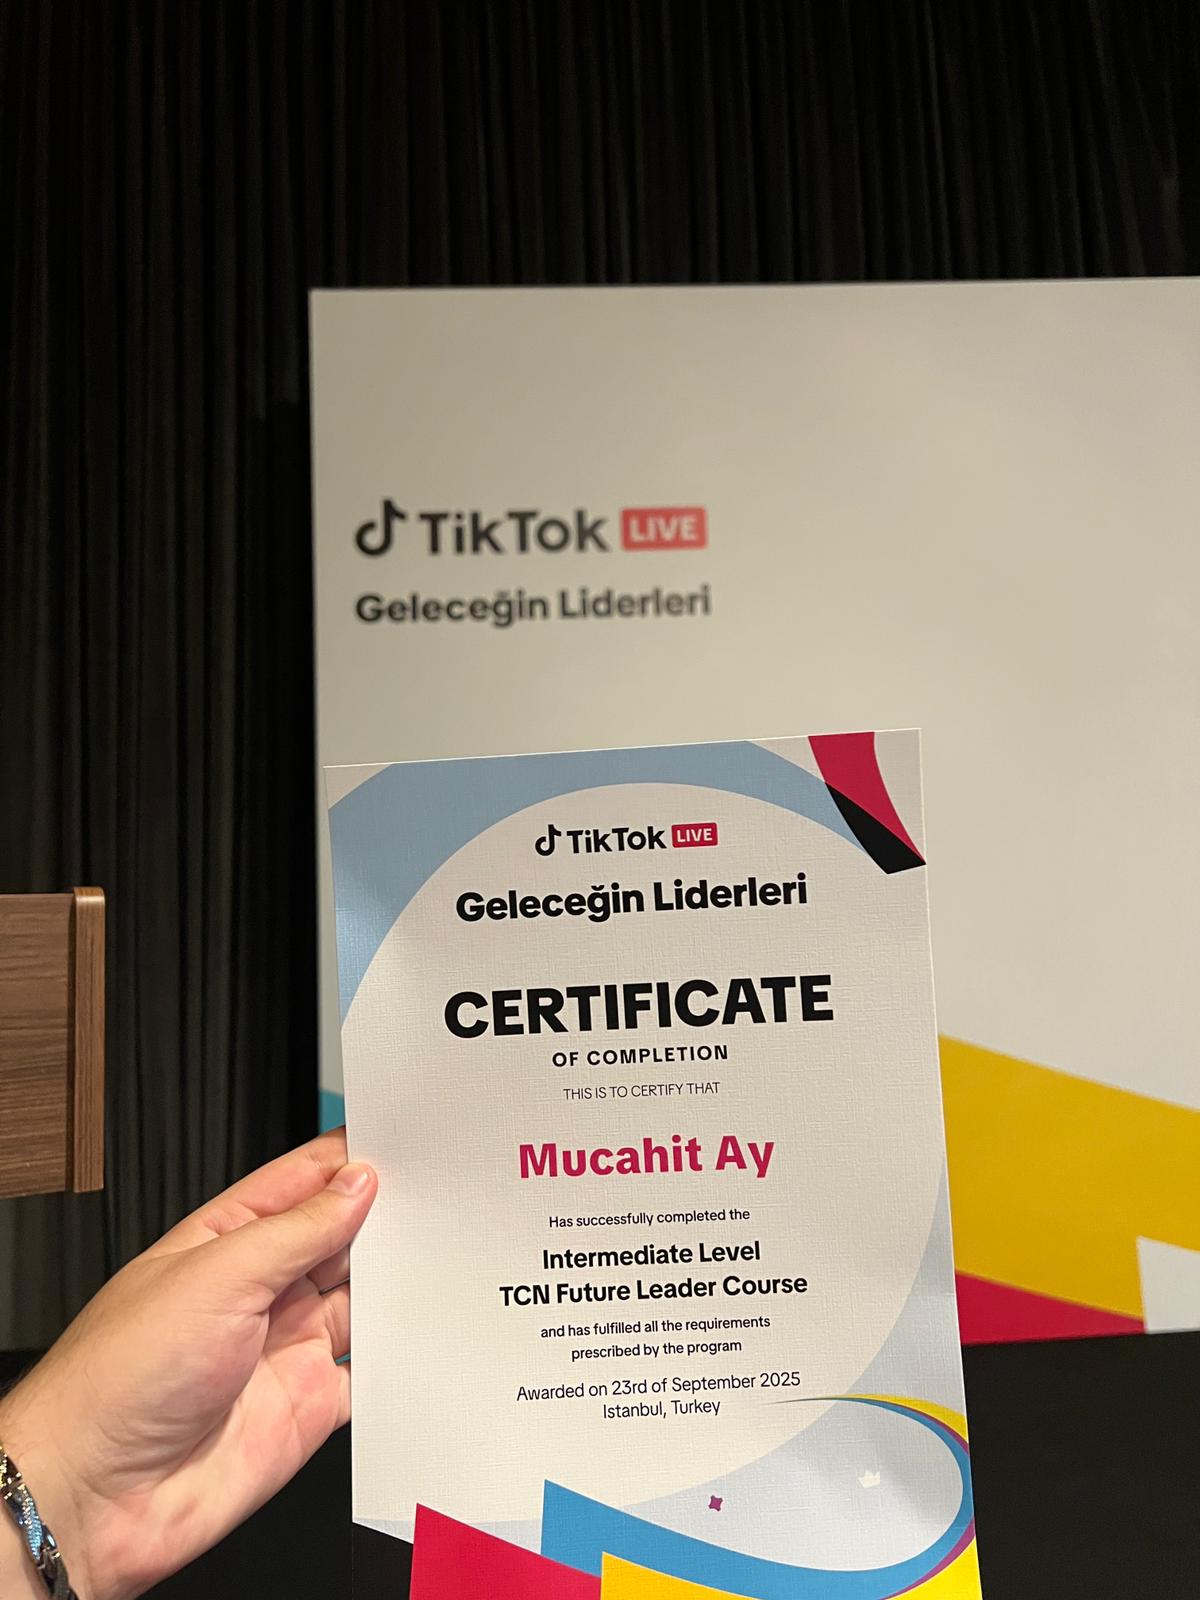 TikTok LIVE
Geleceğin Liderleri
TikTok LIVE
Geleceğin Liderleri
CERTIFICATE
OF COMPLETION
THIS IS TO CERTIFY THAT
Mucahit Ay
Has successfully completed the
Intermediate Level
TCN Future Leader Course
and has fulfilled all the requirements
prescribed by the program
Awarded on 23rd of September 2025
Istanbul, Turkey